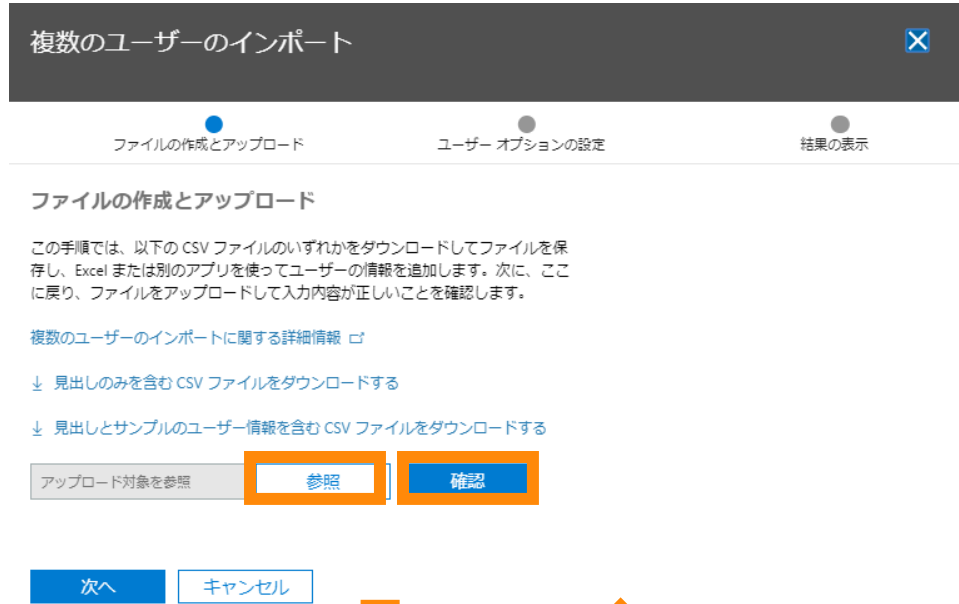 複数のユーザーのインポート
ファイルの作成とアップロード
ユーザー オプションの設定
結果の表示
ファイルの作成とアップロード
この手順では、以下の CSV ファイルのいずれかをダウンロードしてファイルを保
存し、Excel または別のアプリを使ってユーザーの情報を追加します。次に、ここ
に戻り、ファイルをアップロードして入力内容が正しいことを確認します。
複数のユーザーのインポートに関する詳細情報
見出しのみを含む CSV ファイルをダウンロードする
見出しとサンプルのユーザー情報を含む CSV ファイルをダウンロードする
アップロード対象を参照 参照 確認
次へ キャンセル